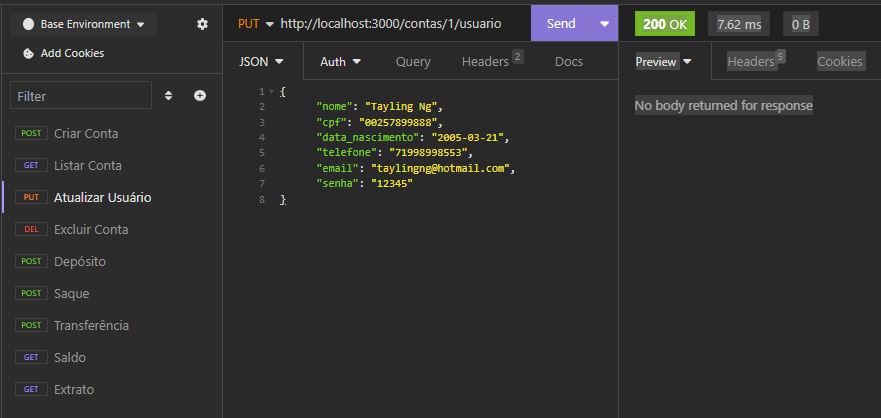 Base Environment
Add Cookies
Filter
POST Criar Conta
GET Listar Conta
PUT Atualizar Usuário
DEL Excluir Conta
POST Depósito
POST Saque
POST Transferência
GET Saldo
GET Extrato
PUT http://localhost:3000/contas/1/usuario Send
JSON Auth Query Headers 2 Docs
1 {
2 "nome": "Tayling Ng",
3 "cpf": "00257899888",
4 "data_nascimento": "2005-03-21",
5 "telefone": "71998998553",
6 "email": "taylingng@hotmail.com",
7 "senha": "12345"
8 }
200 OK 7.62 ms 0 B
Preview Headers 5 Cookies
No body returned for response